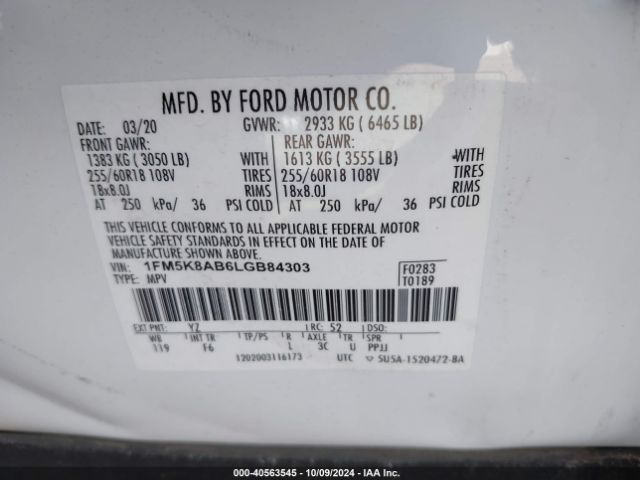 MFD. BY FORD MOTOR CO.
DATE: 03/20 GVWR: 2933 KG ( 6465 LB)
FRONT GAWR: REAR GAWR:
1383 KG ( 3050 LB) WITH 1613 KG ( 3555 LB) WITH
255/60R18 108V TIRES 255/60R18 108V TIRES
18x8.0J RIMS 18x8.0J RIMS
AT 250 kPa/ 36 PSI COLD AT 250 kPa/ 36 PSI COLD
THIS VEHICLE CONFORMS TO ALL APPLICABLE FEDERAL MOTOR
VEHICLE SAFETY STANDARDS IN EFFECT ON THE DATE OF
MANUFACTURE SHOWN ABOVE.
VIN: 1FM5K8AB6LGB84303 F0283
TYPE: MPV T0189
EXT PNT: YZ RC: 52 DSO:
WB INT TR TP/PS R AXLE TR SPR
119 F6 L 3C U PPJJ
1202003116173 UTC 5U5A-1520472-BA
000-40563545 - 10/09/2024 - IAA Inc.